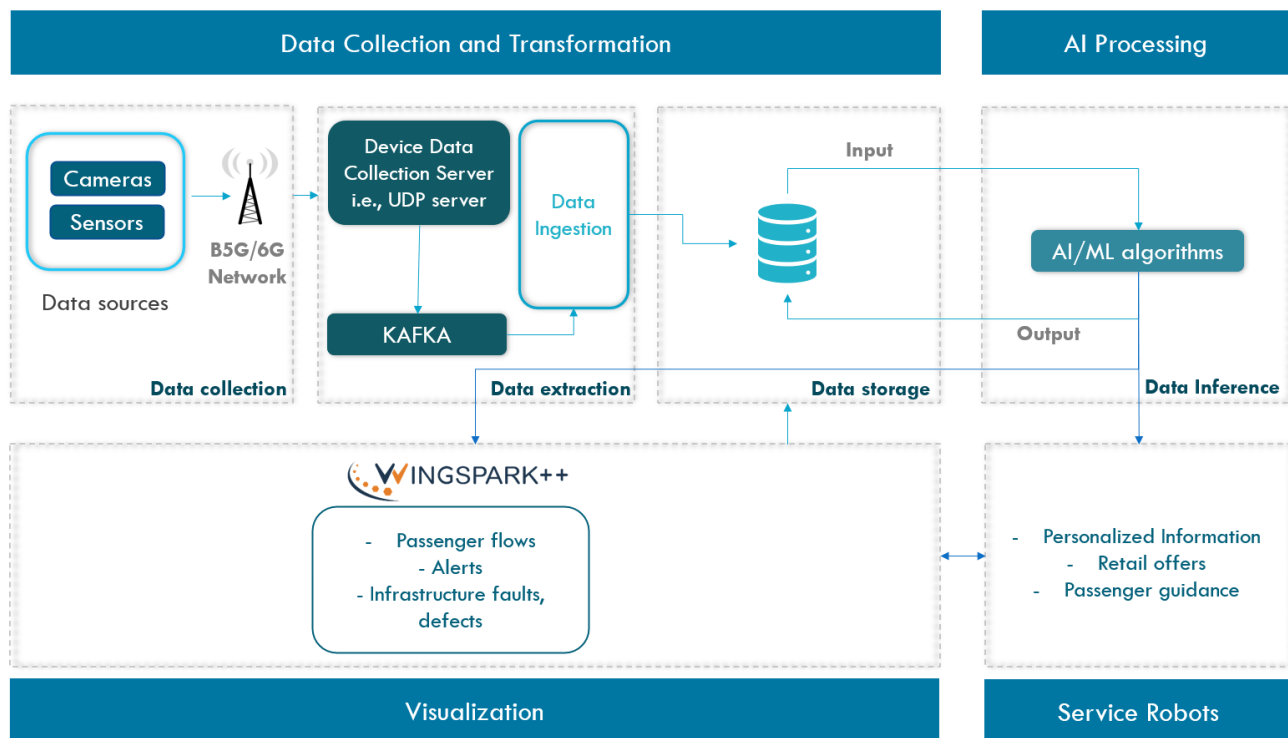 Data Collection and Transformation
AI Processing
Cameras
Sensors
Data sources
B5G/6G
Network
Data collection
Device Data
Collection Server
i.e., UDP server
KAFKA
Data
Ingestion
Data extraction
Data storage
Input
Output
AI/ML algorithms
Data Inference
WINGSPARK++
- Passenger flows
- Alerts
- Infrastructure faults,
defects
- Personalized Information
- Retail offers
- Passenger guidance
Visualization
Service Robots